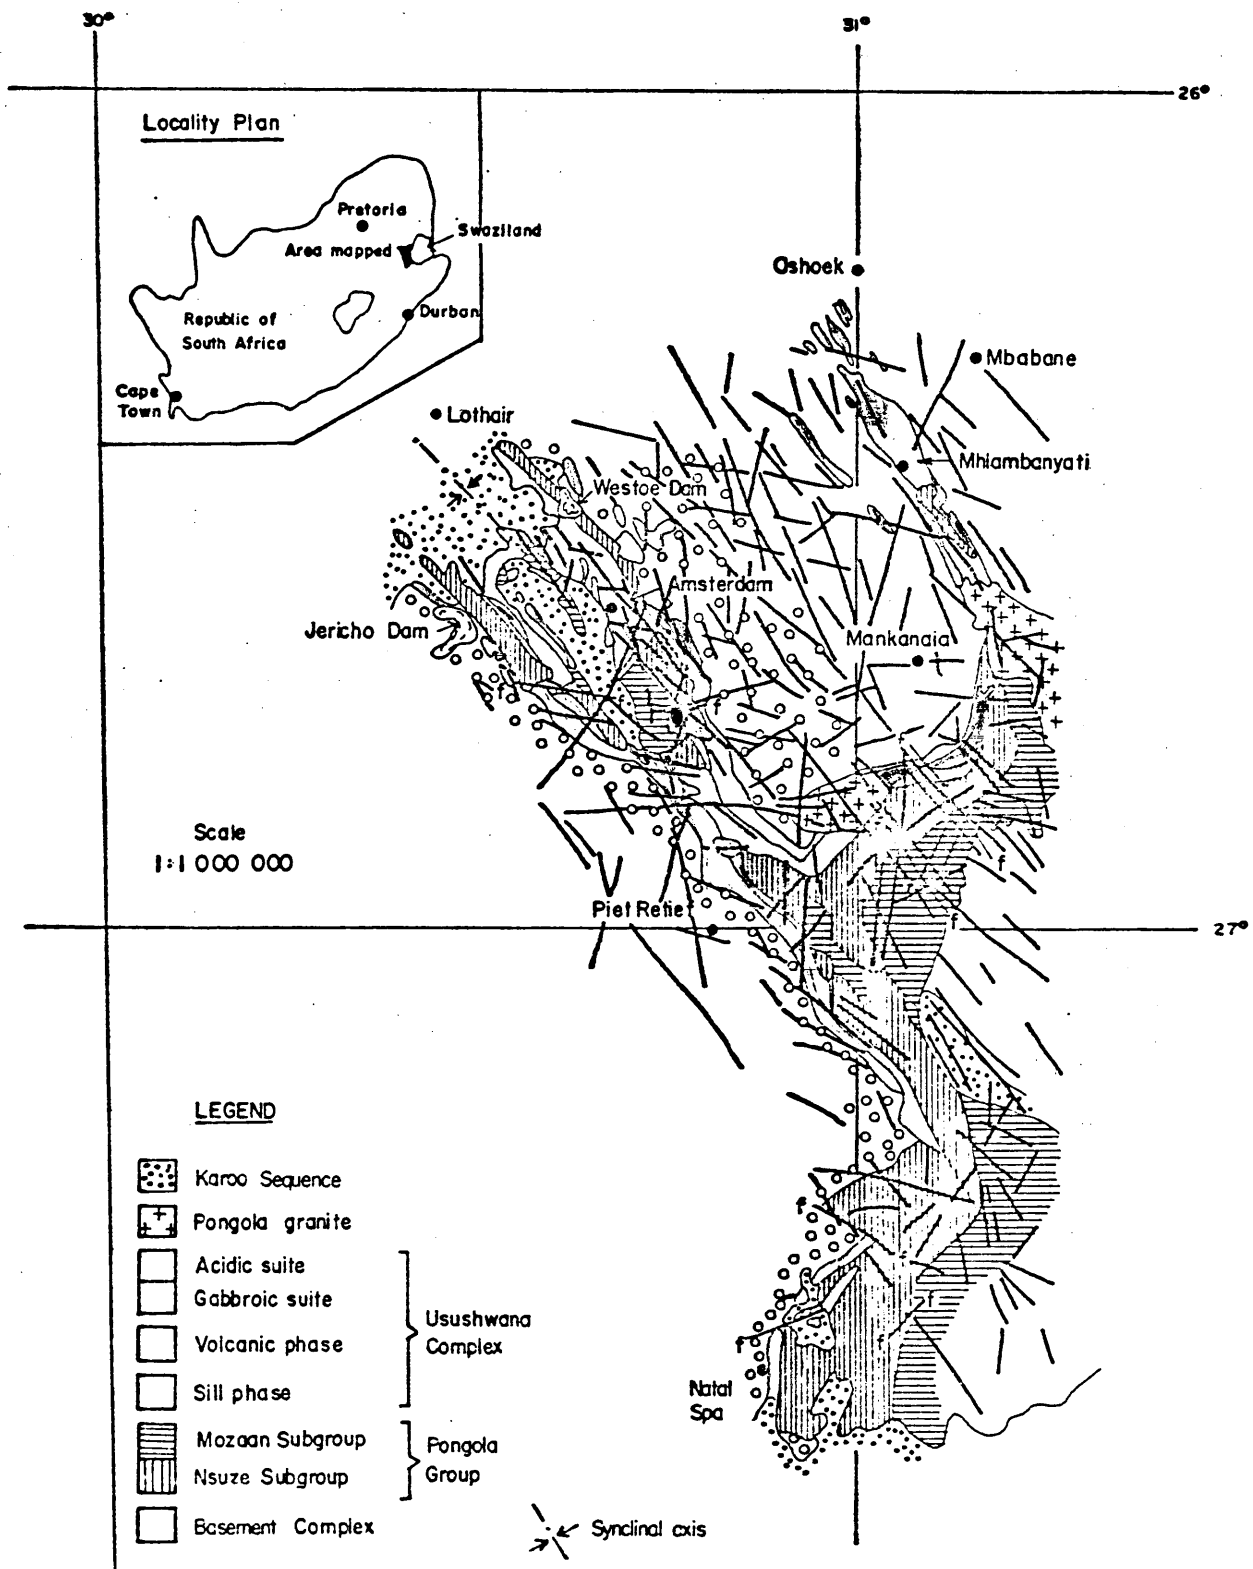 30°
31°
26°
Locality Plan
Pretoria
Swaziland
Area mapped
Republic of
South Africa
Durban
Cape
Town
Oshoek
Mbabane
Lothair
Mhlambanyati
Westoe Dam
Amsterdam
Jericho Dam
Mankanaia
f
f
f
f
Scale
1:1 000 000
f
Piet Retief
f
27°
f
LEGEND
Karoo Sequence
Pongola granite
Acidic suite
Gabbroic suite
Usushwana
Complex
Volcanic phase
Sill phase
Mozaan Subgroup
Nsuze Subgroup
Pongola
Group
Basement Complex
Synclinal axis
f
f
f
f
Natal
Spa